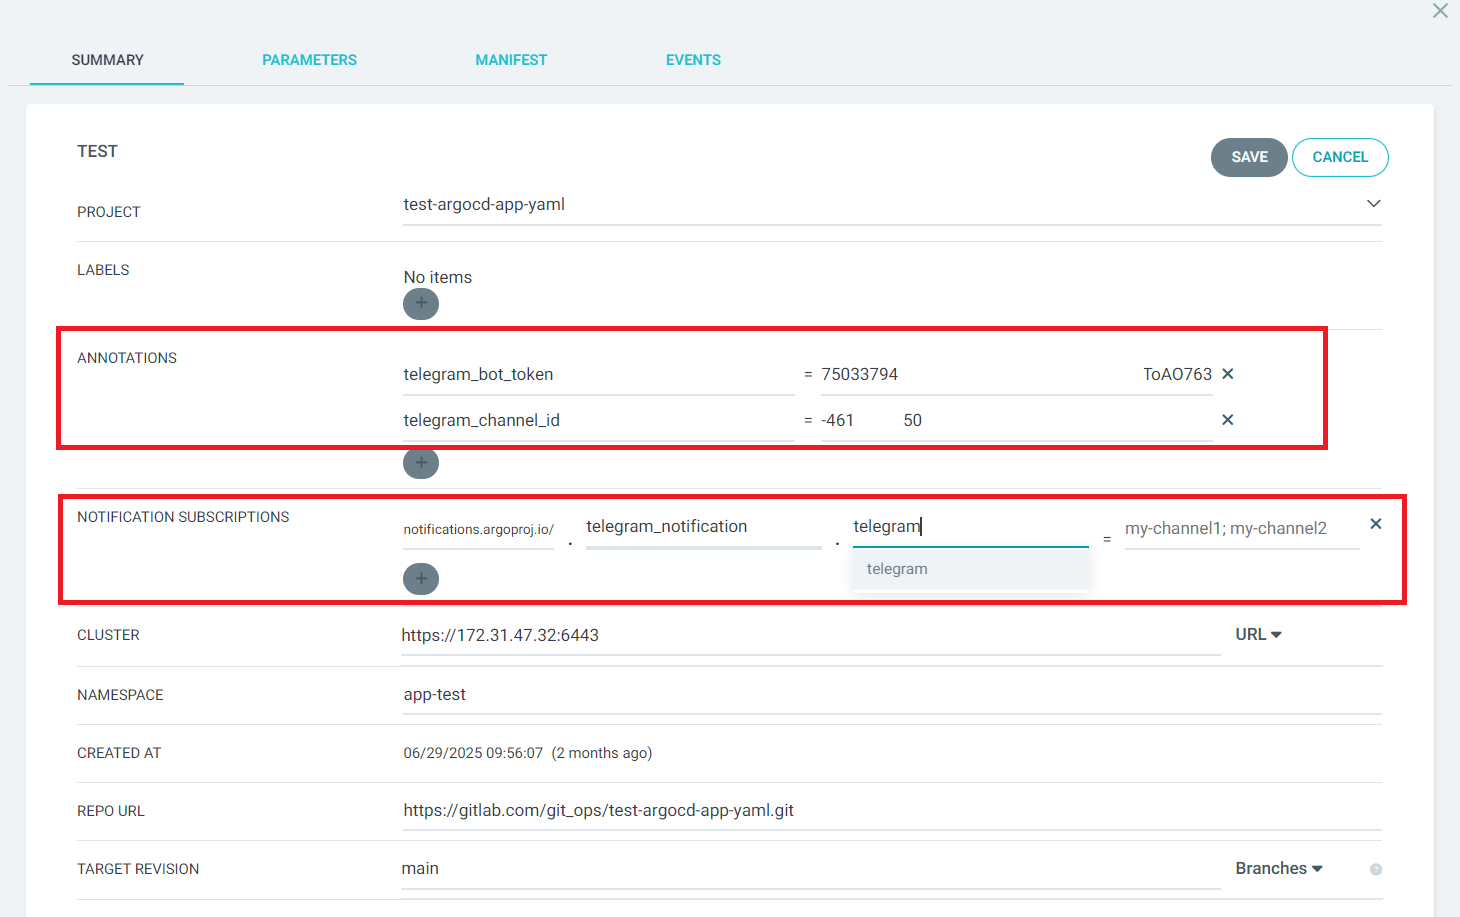 SUMMARY PARAMETERS MANIFEST EVENTS
TEST
SAVE CANCEL
PROJECT test-argocd-app-yaml
LABELS No items
+
ANNOTATIONS
telegram_bot_token = 75033794 ToAO763
telegram_channel_id = -461 50
+
NOTIFICATION SUBSCRIPTIONS notifications.argoproj.io/ . telegram_notification . telegram = my-channel1; my-channel2
telegram
+
CLUSTER https://172.31.47.32:6443 URL
NAMESPACE app-test
CREATED AT 06/29/2025 09:56:07 (2 months ago)
REPO URL https://gitlab.com/git_ops/test-argocd-app-yaml.git
TARGET REVISION main Branches ?